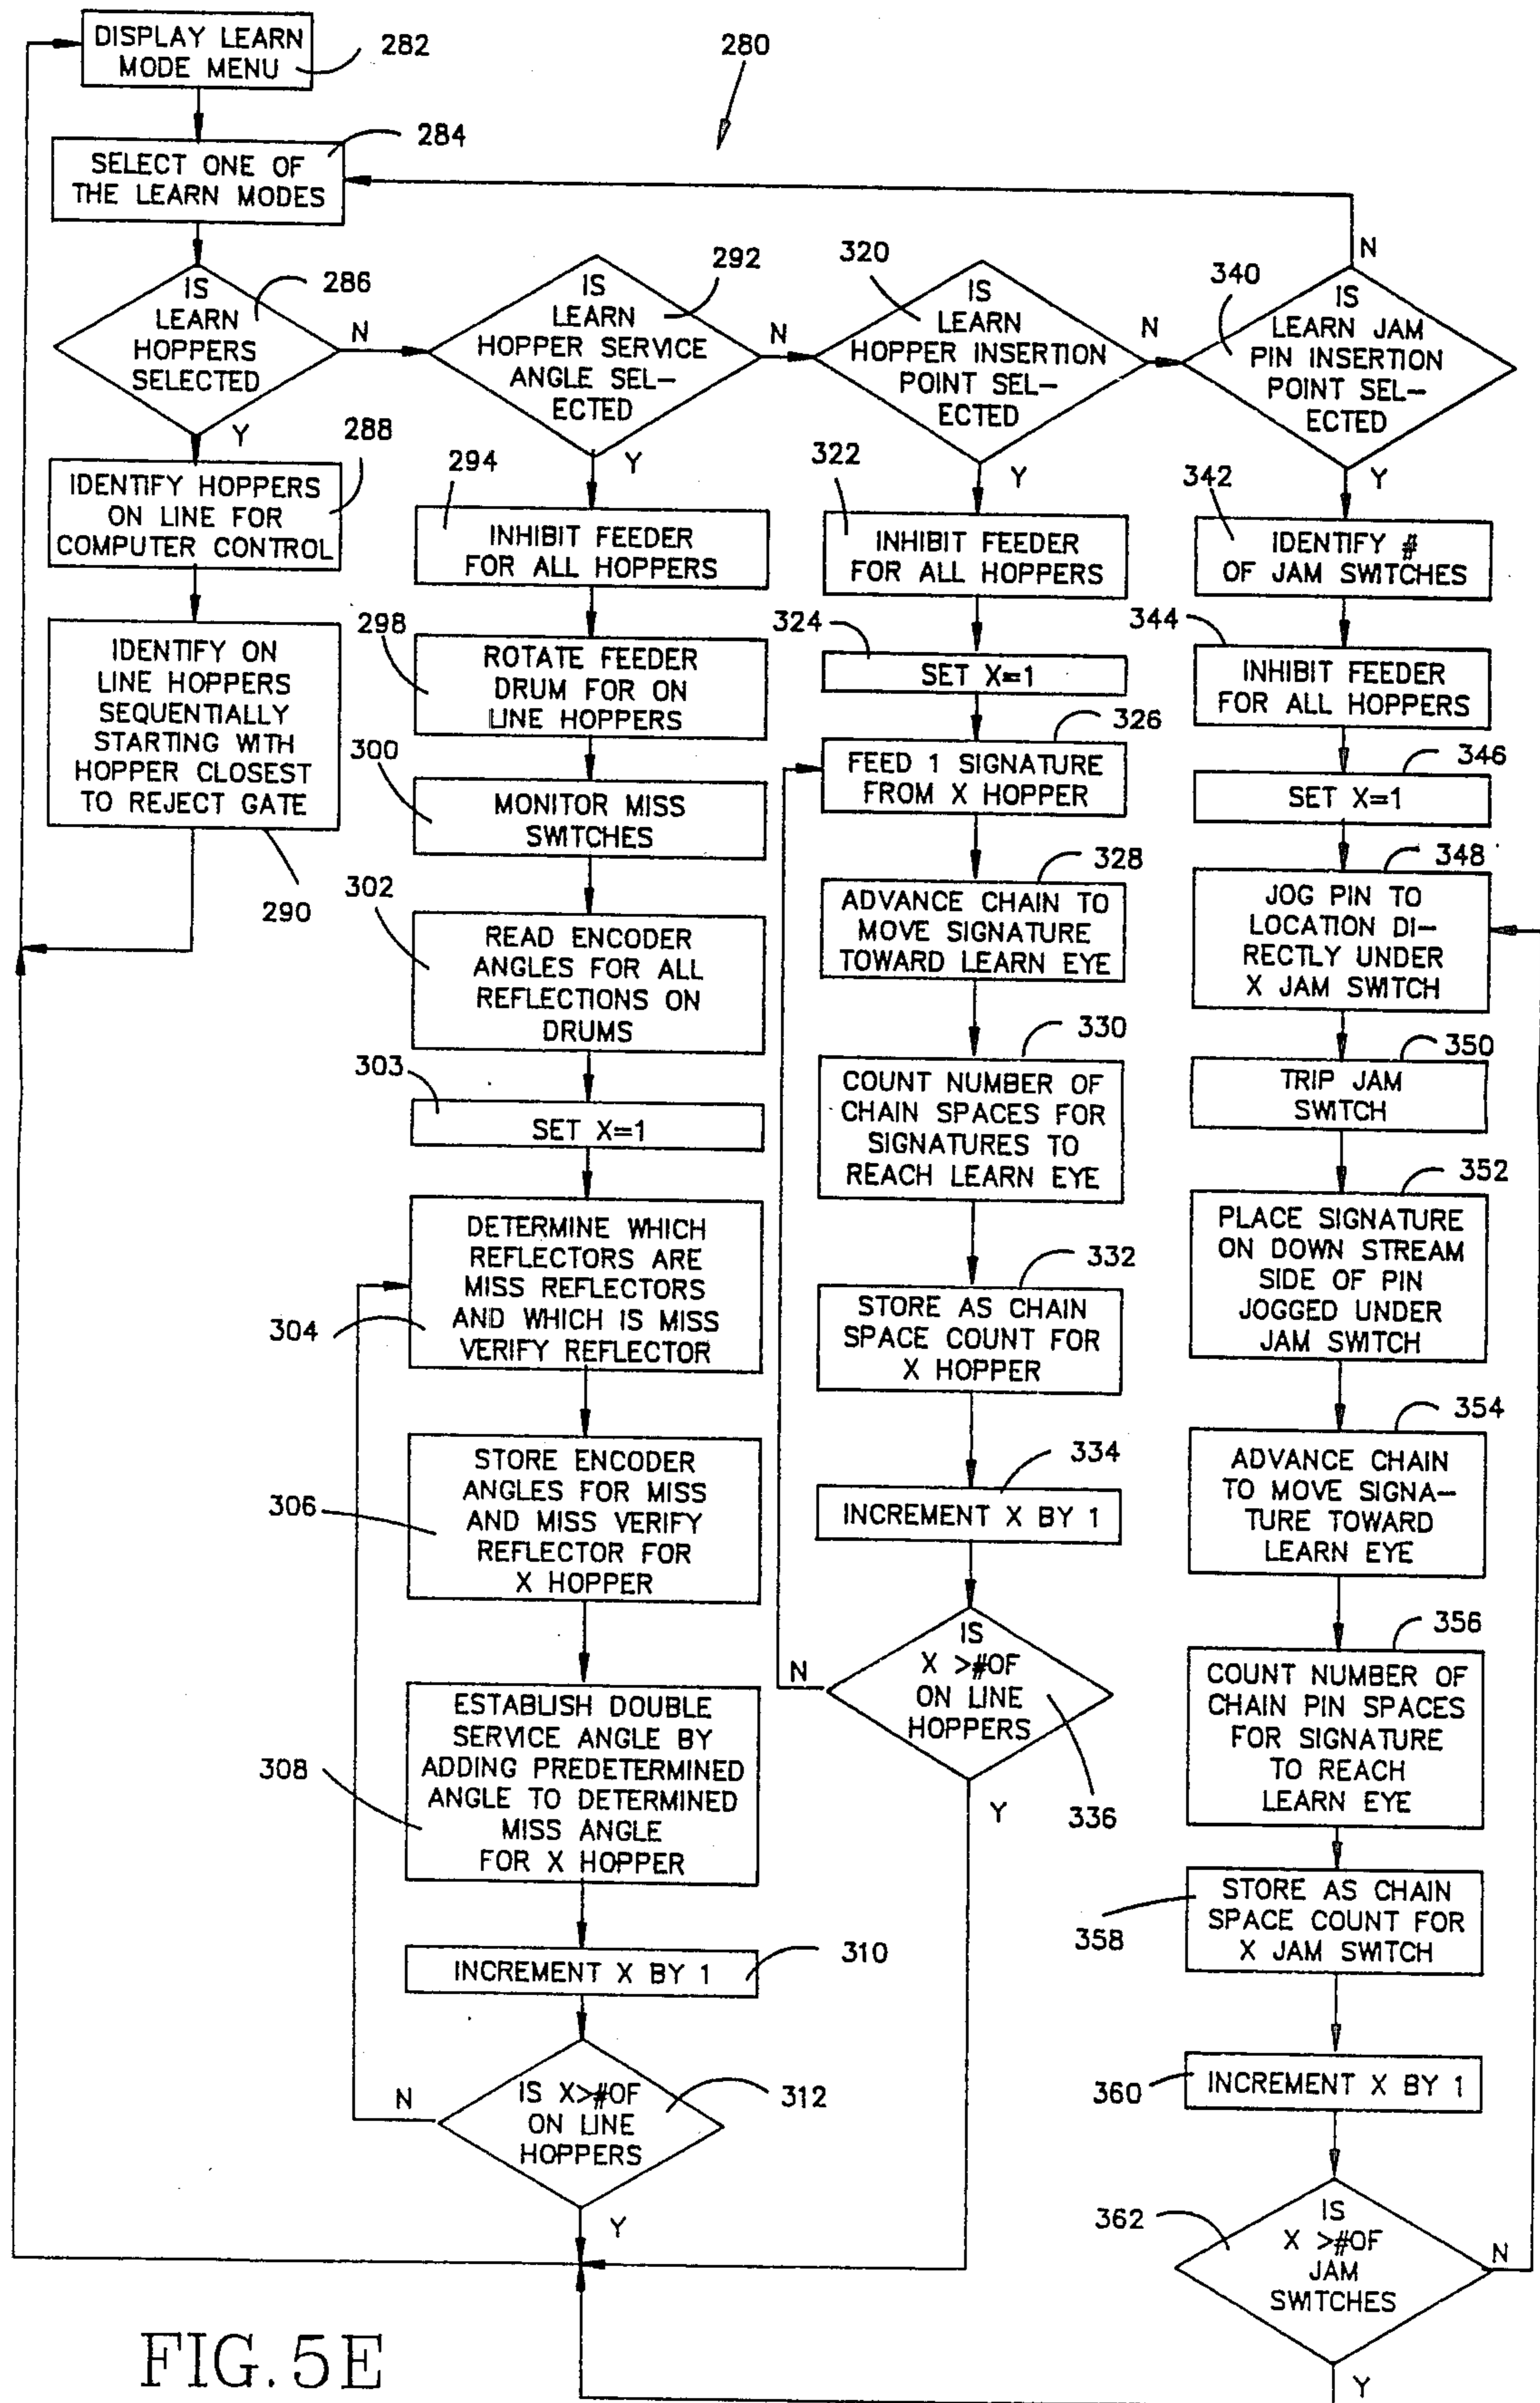 DISPLAY LEARN
MODE MENU
282
280
SELECT ONE OF
THE LEARN MODES
284
IS
LEARN
HOPPERS
SELECTED
286
N
Y
IDENTIFY HOPPERS
ON LINE FOR
COMPUTER CONTROL
288
IDENTIFY ON
LINE HOPPERS
SEQUENTIALLY
STARTING WITH
HOPPER CLOSEST
TO REJECT GATE
290
IS
LEARN
HOPPER SERVICE
ANGLE SEL-
ECTED
292
N
Y
294
INHIBIT FEEDER
FOR ALL HOPPERS
298
ROTATE FEEDER
DRUM FOR ON
LINE HOPPERS
300
MONITOR MISS
SWITCHES
302
READ ENCODER
ANGLES FOR ALL
REFLECTIONS ON
DRUMS
303
SET X=1
DETERMINE WHICH
REFLECTORS ARE
MISS REFLECTORS
AND WHICH IS MISS
VERIFY REFLECTOR
304
STORE ENCODER
ANGLES FOR MISS
AND MISS VERIFY
REFLECTOR FOR
X HOPPER
306
ESTABLISH DOUBLE
SERVICE ANGLE BY
ADDING PREDETERMINED
ANGLE TO DETERMINED
MISS ANGLE
FOR X HOPPER
308
INCREMENT X BY 1
310
IS X>#OF
ON LINE
HOPPERS
312
N
Y
320
IS
LEARN
HOPPER INSERTION
POINT SEL-
ECTED
N
Y
322
INHIBIT FEEDER
FOR ALL HOPPERS
324
SET X=1
326
FEED 1 SIGNATURE
FROM X HOPPER
328
ADVANCE CHAIN TO
MOVE SIGNATURE
TOWARD LEARN EYE
330
COUNT NUMBER OF
CHAIN SPACES FOR
SIGNATURES TO
REACH LEARN EYE
332
STORE AS CHAIN
SPACE COUNT FOR
X HOPPER
334
INCREMENT X BY 1
IS
X >#OF
ON LINE
HOPPERS
N
Y
336
340
IS
LEARN JAM
PIN INSERTION
POINT SEL-
ECTED
N
Y
342
IDENTIFY #
OF JAM SWITCHES
344
INHIBIT FEEDER
FOR ALL HOPPERS
346
SET X=1
348
JOG PIN TO
LOCATION DI-
RECTLY UNDER
X JAM SWITCH
350
TRIP JAM
SWITCH
352
PLACE SIGNATURE
ON DOWN STREAM
SIDE OF PIN
JOGGED UNDER
JAM SWITCH
354
ADVANCE CHAIN
TO MOVE SIGNA-
TURE TOWARD
LEARN EYE
356
COUNT NUMBER OF
CHAIN PIN SPACES
FOR SIGNATURE
TO REACH
LEARN EYE
STORE AS CHAIN
SPACE COUNT FOR
X JAM SWITCH
358
360
INCREMENT X BY 1
362
IS
X >#OF
JAM
SWITCHES
N
Y
FIG. 5E